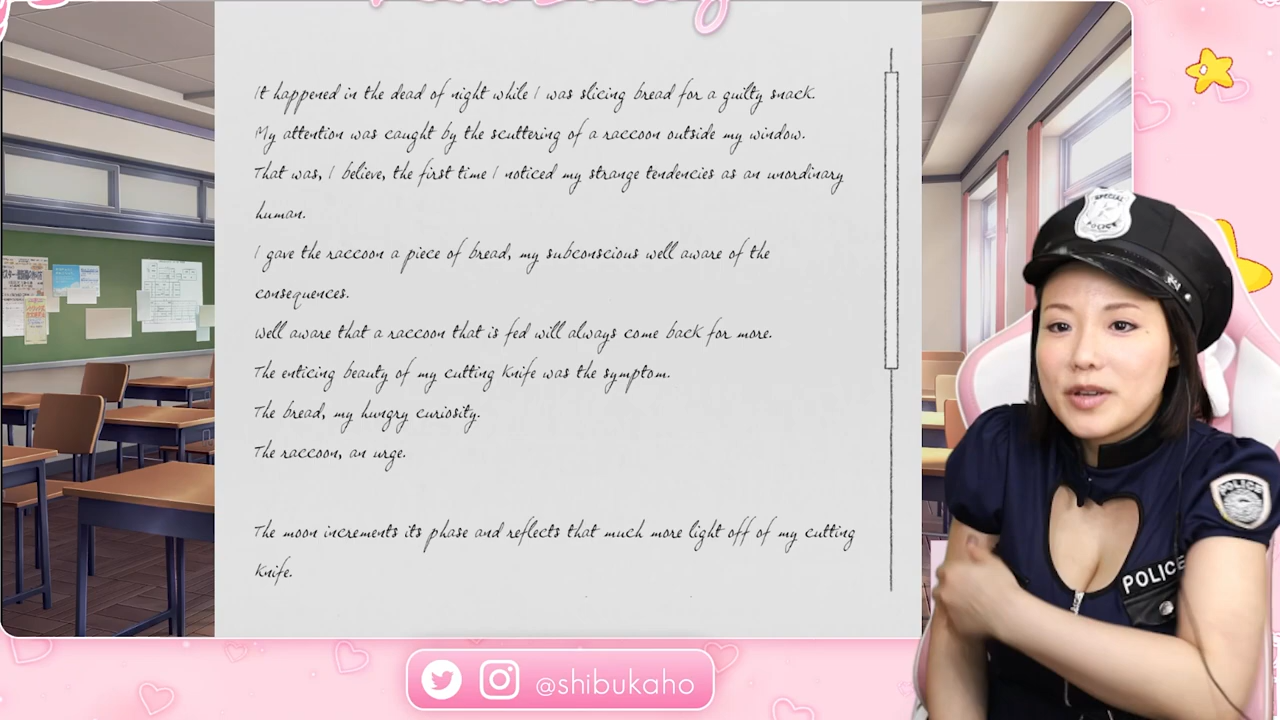 It happened in the dead of night while I was slicing bread for a guilty snack.
My attention was caught by the scuttering of a raccoon outside my window.
That was, I believe, the first time I noticed my strange tendencies as an unordinary
human.
I gave the raccoon a piece of bread, my subconscious well aware of the
consequences.
Well aware that a raccoon that is fed will always come back for more.
The enticing beauty of my cutting knife was the symptom.
The bread, my hungry curiosity.
The raccoon, an urge.
The moon increments its phase and reflects that much more light off of my cutting
knife.
SPECIAL
POLICE
POLICE
POLICE
@shibukaho